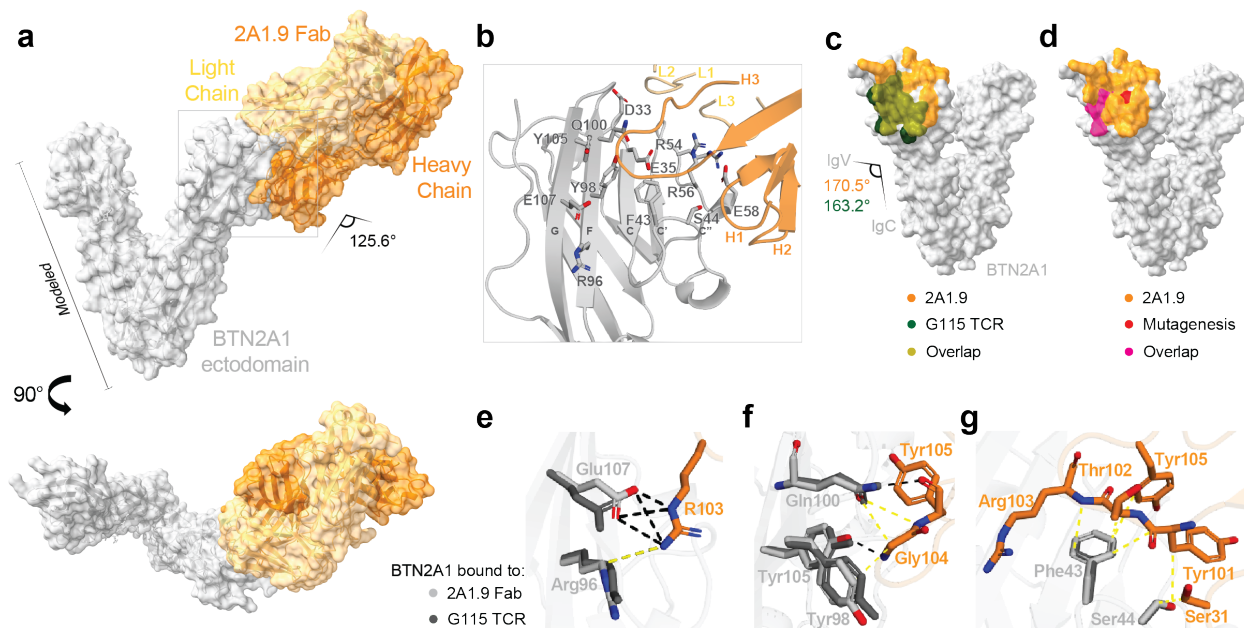 a
2A1.9 Fab
Light
Chain
Heavy
Chain
125.6°
Modeled
BTN2A1
ectodomain
90°
b
L2
L1
H3
L3
D33
Q100
Y105
R54
E35
Y98
R56
E107
F43
S44
E58
G
F
C
C'
C"
H1
H2
R96
c
IgV
170.5°
163.2°
IgC
BTN2A1
2A1.9
G115 TCR
Overlap
d
2A1.9
Mutagenesis
Overlap
BTN2A1 bound to:
2A1.9 Fab
G115 TCR
e
Glu107
R103
Arg96
f
Tyr105
Gln100
Gly104
Tyr105
Tyr98
g
Thr102
Tyr105
Arg103
Phe43
Tyr101
Ser44
Ser31